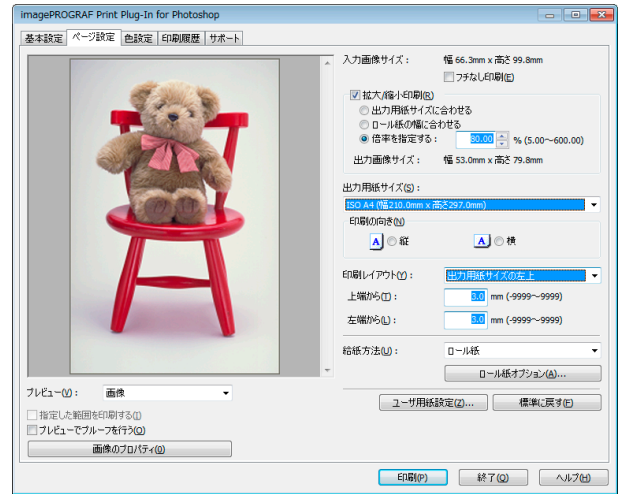 imagePROGRAF Print Plug-In for Photoshop
基本設定 ページ設定 色設定 印刷履歴 サポート
入力画像サイズ： 幅 66.3mm x 高さ 99.8mm
フチなし印刷(E)
拡大/縮小印刷(R)
出力用紙サイズに合わせる
ロール紙の幅に合わせる
倍率を指定する： 80.00 % (5.00～600.00)
出力画像サイズ： 幅 53.0mm x 高さ 79.8mm
出力用紙サイズ(S)：
ISO A4 (幅210.0mm x 高さ297.0mm)
印刷の向き(N)
A 縦 A 横
印刷レイアウト(Y)： 出力用紙サイズの左上
上端から(T)： 3.0 mm (-9999～9999)
左端から(L)： 3.0 mm (-9999～9999)
給紙方法(U)： ロール紙
ロール紙オプション(A)...
プレビュー(V)： 画像
ユーザ用紙設定(Z)... 標準に戻す(F)
指定した範囲を印刷する(I)
プレビューでプルーフを行う(O)
画像のプロパティ(0)
印刷(P) 終了(Q) ヘルプ(H)